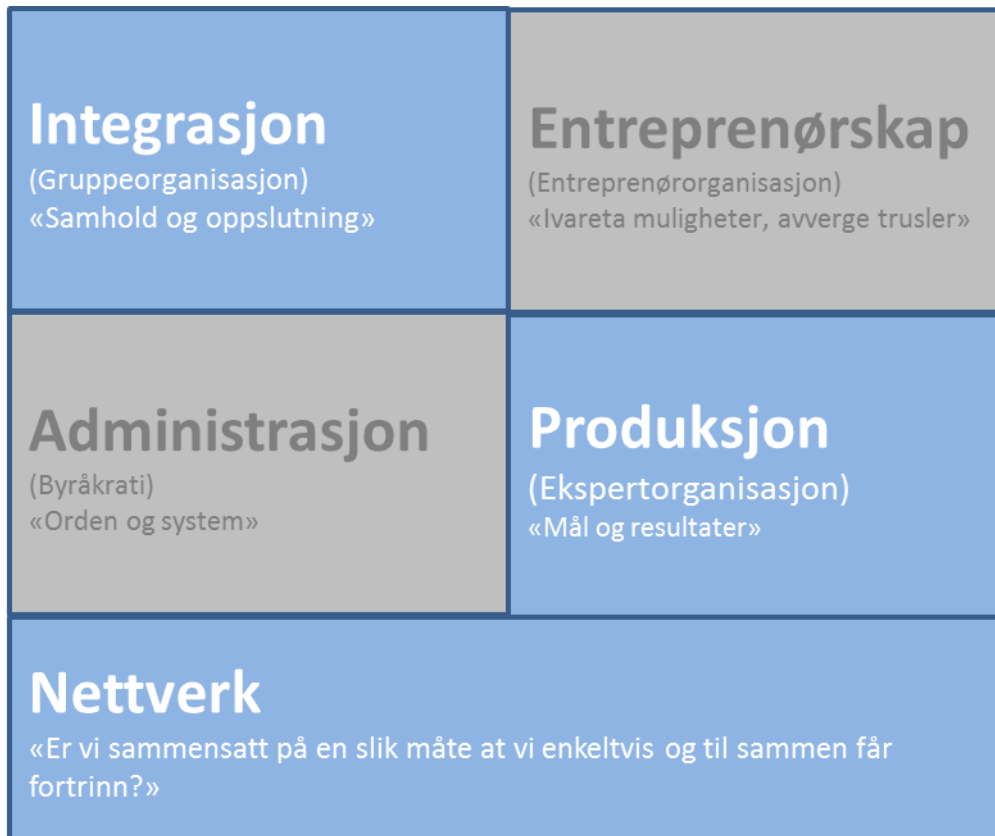 Integrasjon
(Gruppeorganisasjon)
«Samhold og oppslutning»
Entreprenørskap
(Entreprenørorganisasjon)
«Ivareta muligheter, avverge trusler»
Administrasjon
(Byråkrati)
«Orden og system»
Produksjon
(Ekspertorganisasjon)
«Mål og resultater»
Nettverk
«Er vi sammensatt på en slik måte at vi enkeltvis og til sammen får
fortrinn?»